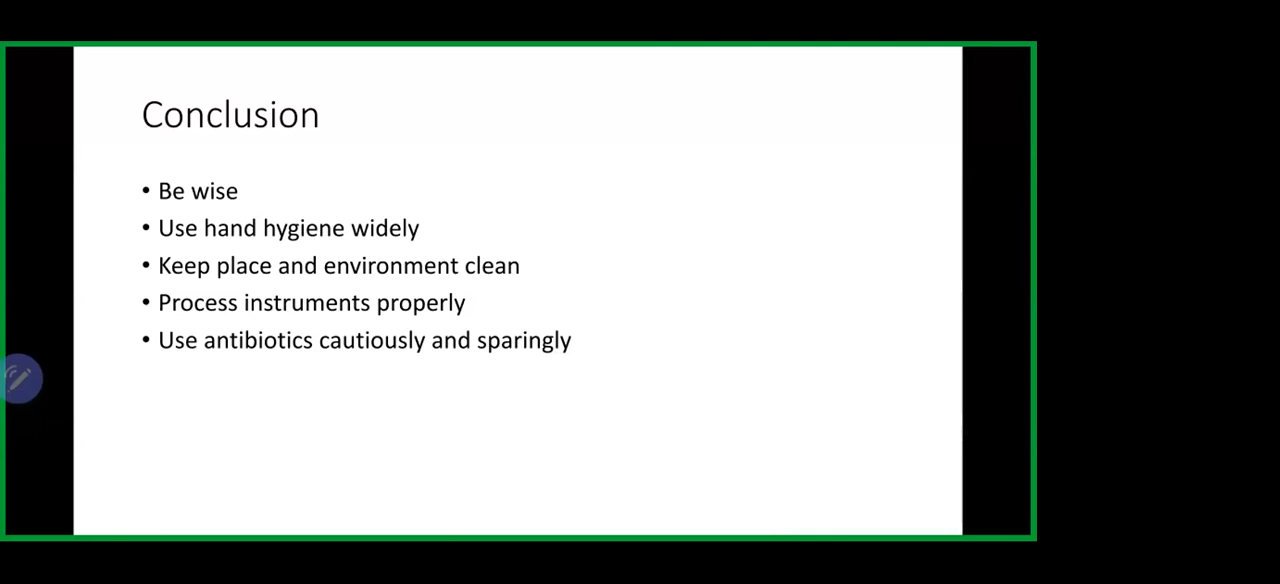 Conclusion
• Be wise
• Use hand hygiene widely
• Keep place and environment clean
• Process instruments properly
• Use antibiotics cautiously and sparingly